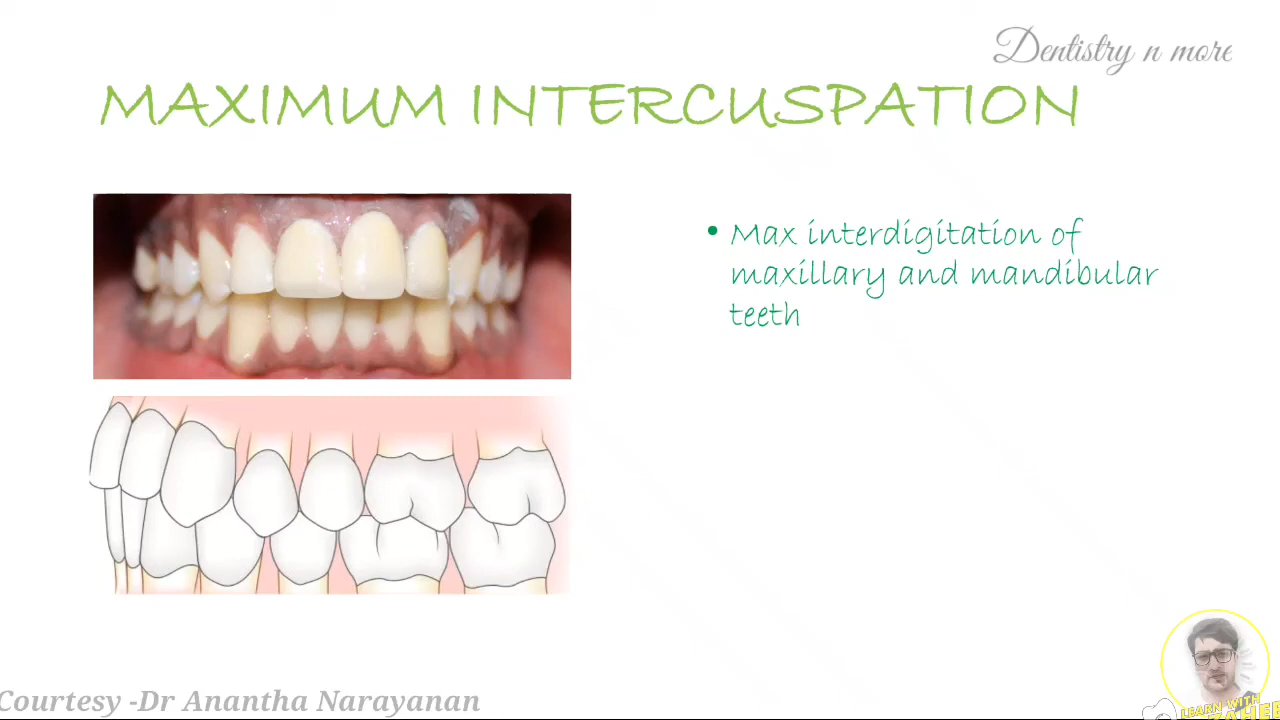 Dentistry n more
MAXIMUM INTERCUSPATION
• Max interdigitation of
maxillary and mandibular
teeth
Courtesy -Dr Anantha Narayanan
LEARN WITH